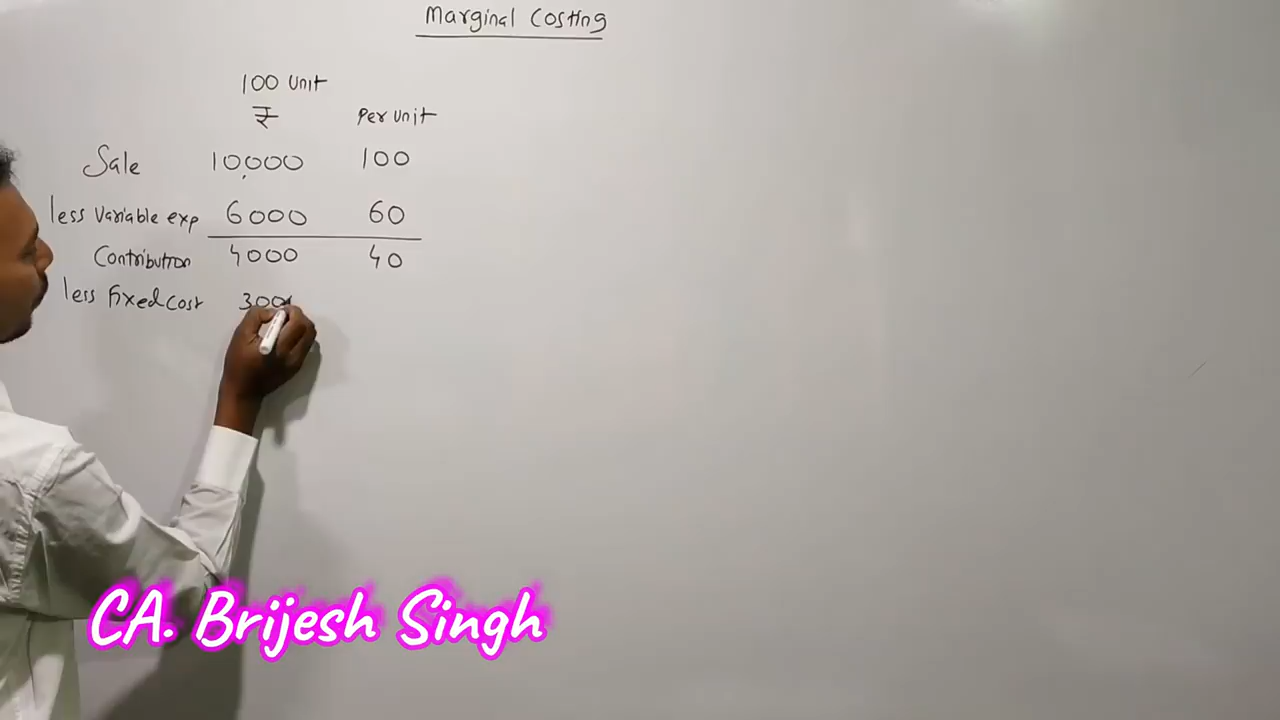 Marginal Costing
100 Unit
₹ Per Unit
Sale 10,000 100
less Variable exp 6000 60
Contribution 4000 40
less Fixed Cost 300
CA. Brijesh Singh